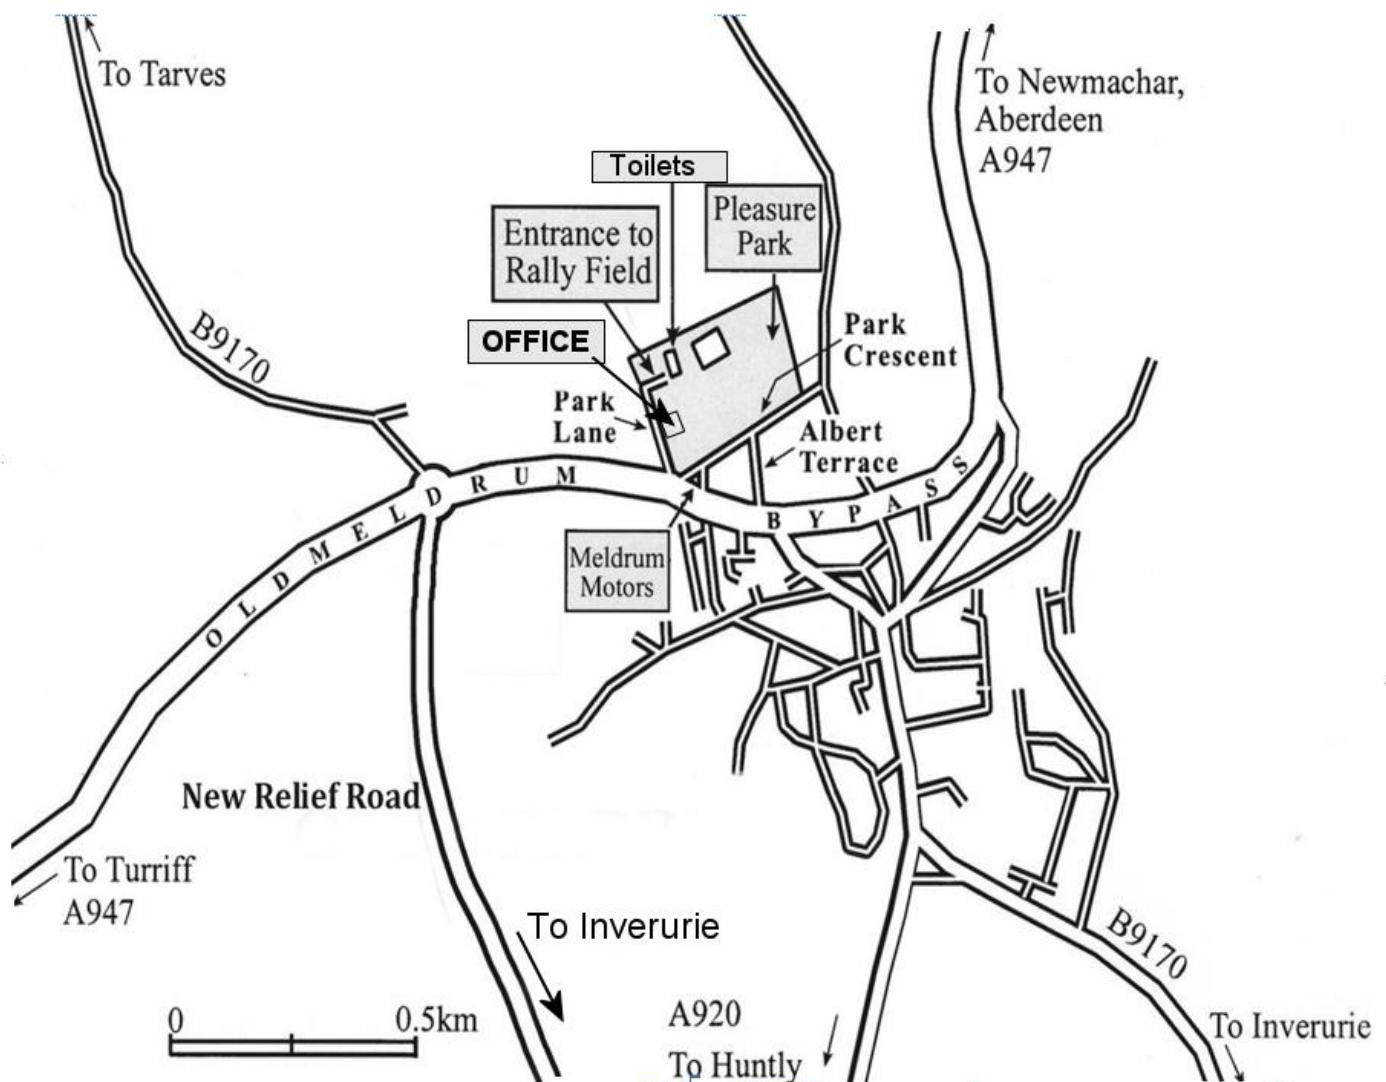 To Tarves
To Newmachar,
Aberdeen
A947
Toilets
Pleasure
Park
Entrance to
Rally Field
OFFICE
Park
Crescent
B9170
Park
Lane
Albert
Terrace
OLDMELDRUM BYPASS
Meldrum
Motors
New Relief Road
To Turriff
A947
To Inverurie
B9170
0 0.5km
A920
To Huntly
To Inverurie